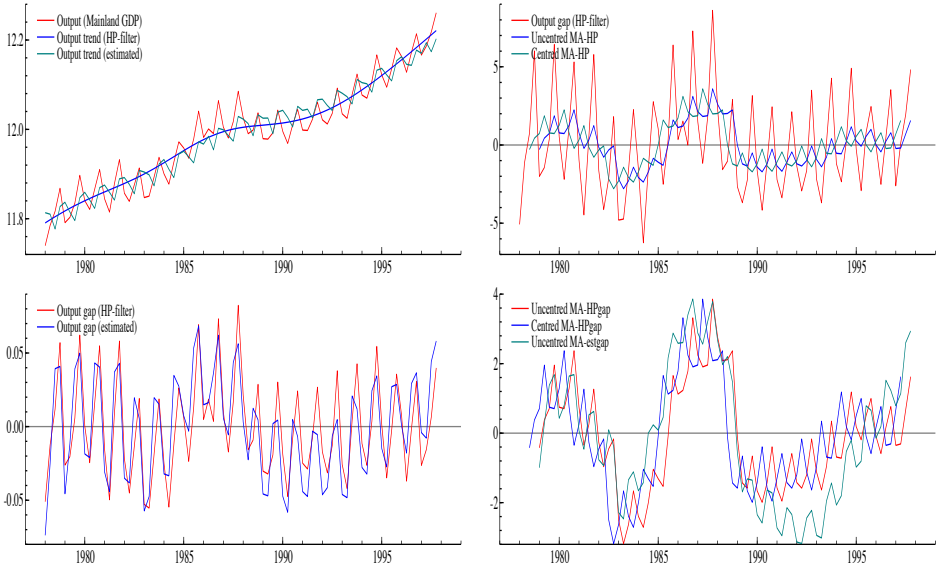 Output (Mainland GDP)
Output trend (HP-filter)
Output trend (estimated)
12.2
12.0
11.8
1980 1985 1990 1995
Output gap (HP-filter)
Uncentred MA-HP
Centred MA-HP
5
0
-5
1980 1985 1990 1995
Output gap (HP-filter)
Output gap (estimated)
0.05
0.00
-0.05
1980 1985 1990 1995
4
Uncentred MA-HPgap
Centred MA-HPgap
Uncentred MA-estgap
2
0
-2
1980 1985 1990 1995